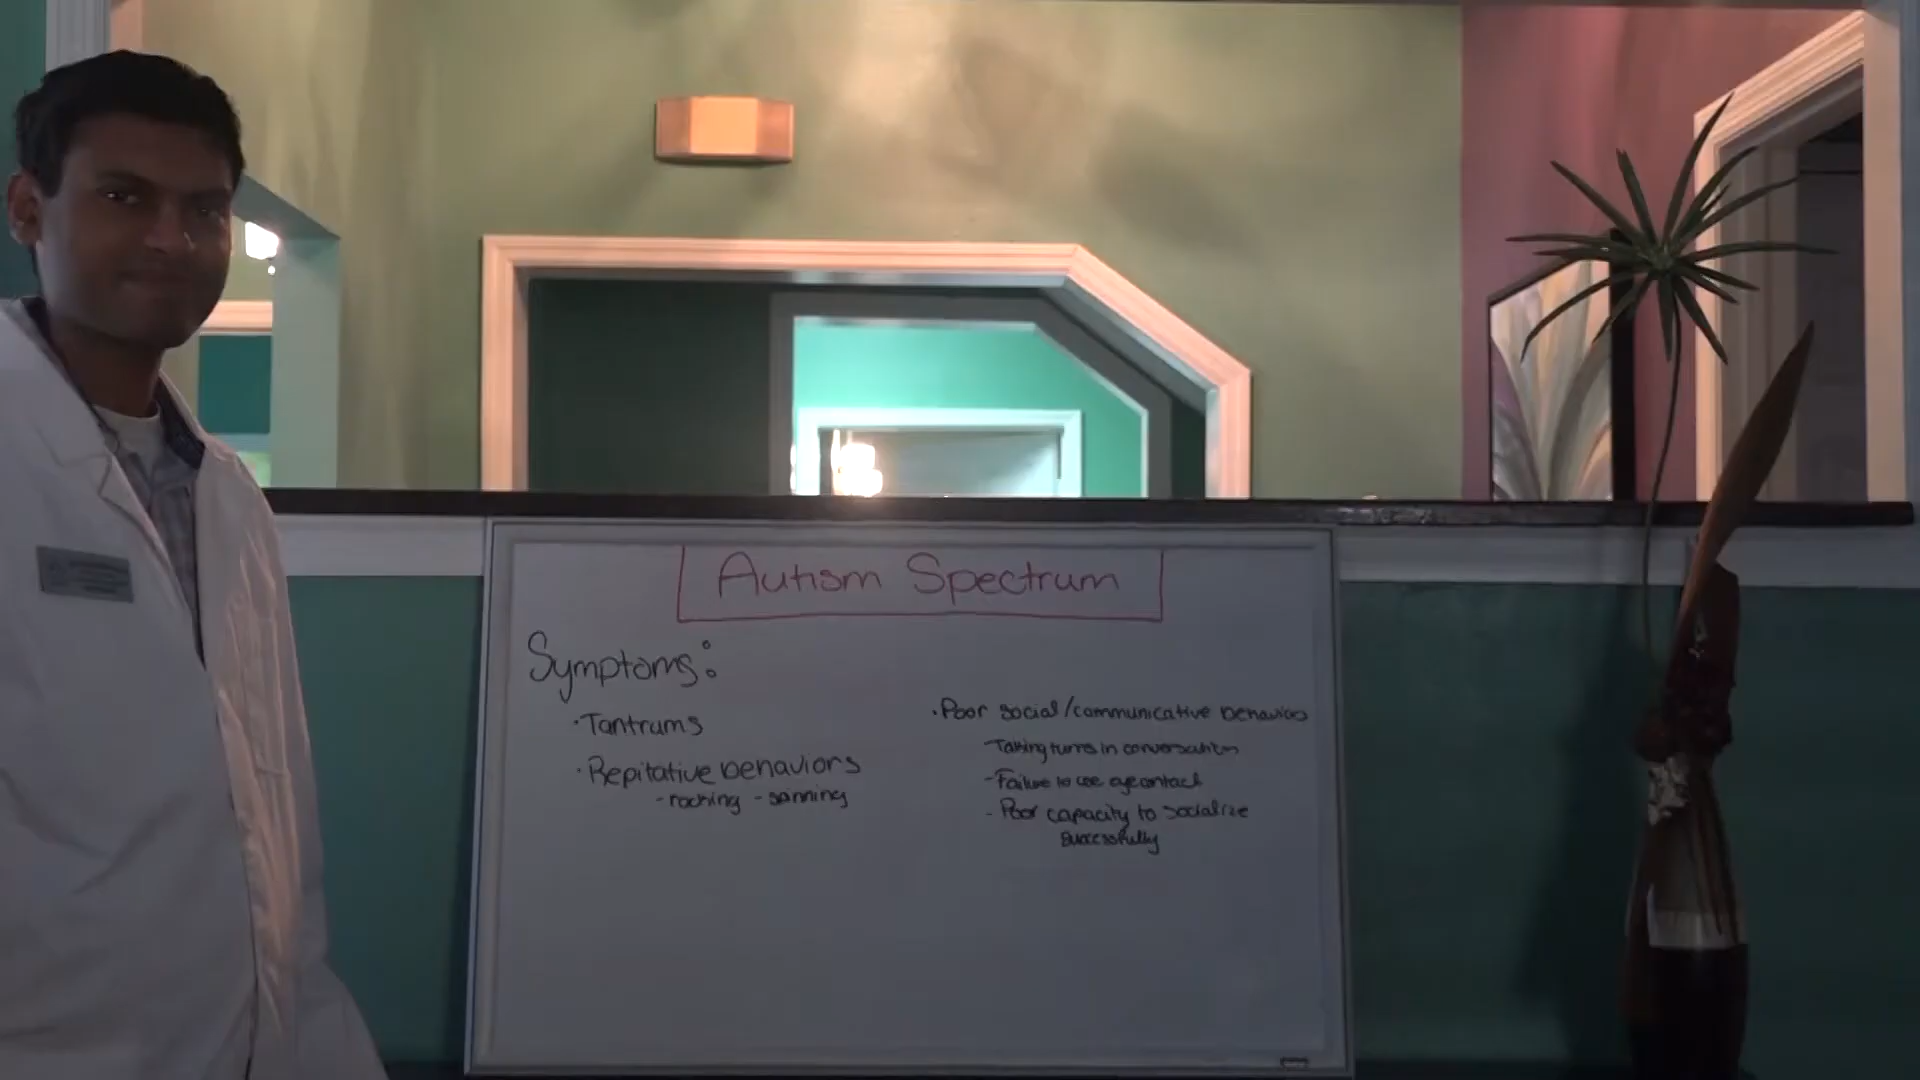 Autism Spectrum
Symptoms:
·Tantrums
·Repitative behaviors
-rocking -spinning
·Poor social/communicative behaviors
-Taking turns in conversation
-Failure to use eye contact
-Poor capacity to socialize
successfully